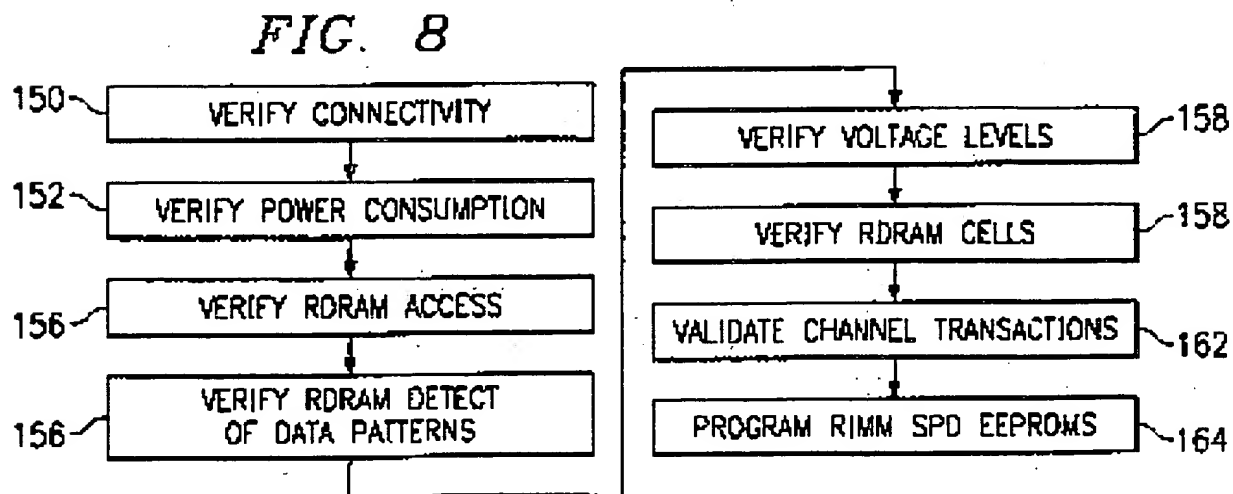 FIG. 8
150 VERIFY CONNECTIVITY
152 VERIFY POWER CONSUMPTION
156 VERIFY RDRAM ACCESS
156 VERIFY RDRAM DETECT
OF DATA PATTERNS
VERIFY VOLTAGE LEVELS 158
VERIFY RDRAM CELLS 158
VALIDATE CHANNEL TRANSACTIONS 162
PROGRAM RIMM SPD EEPROMS 164